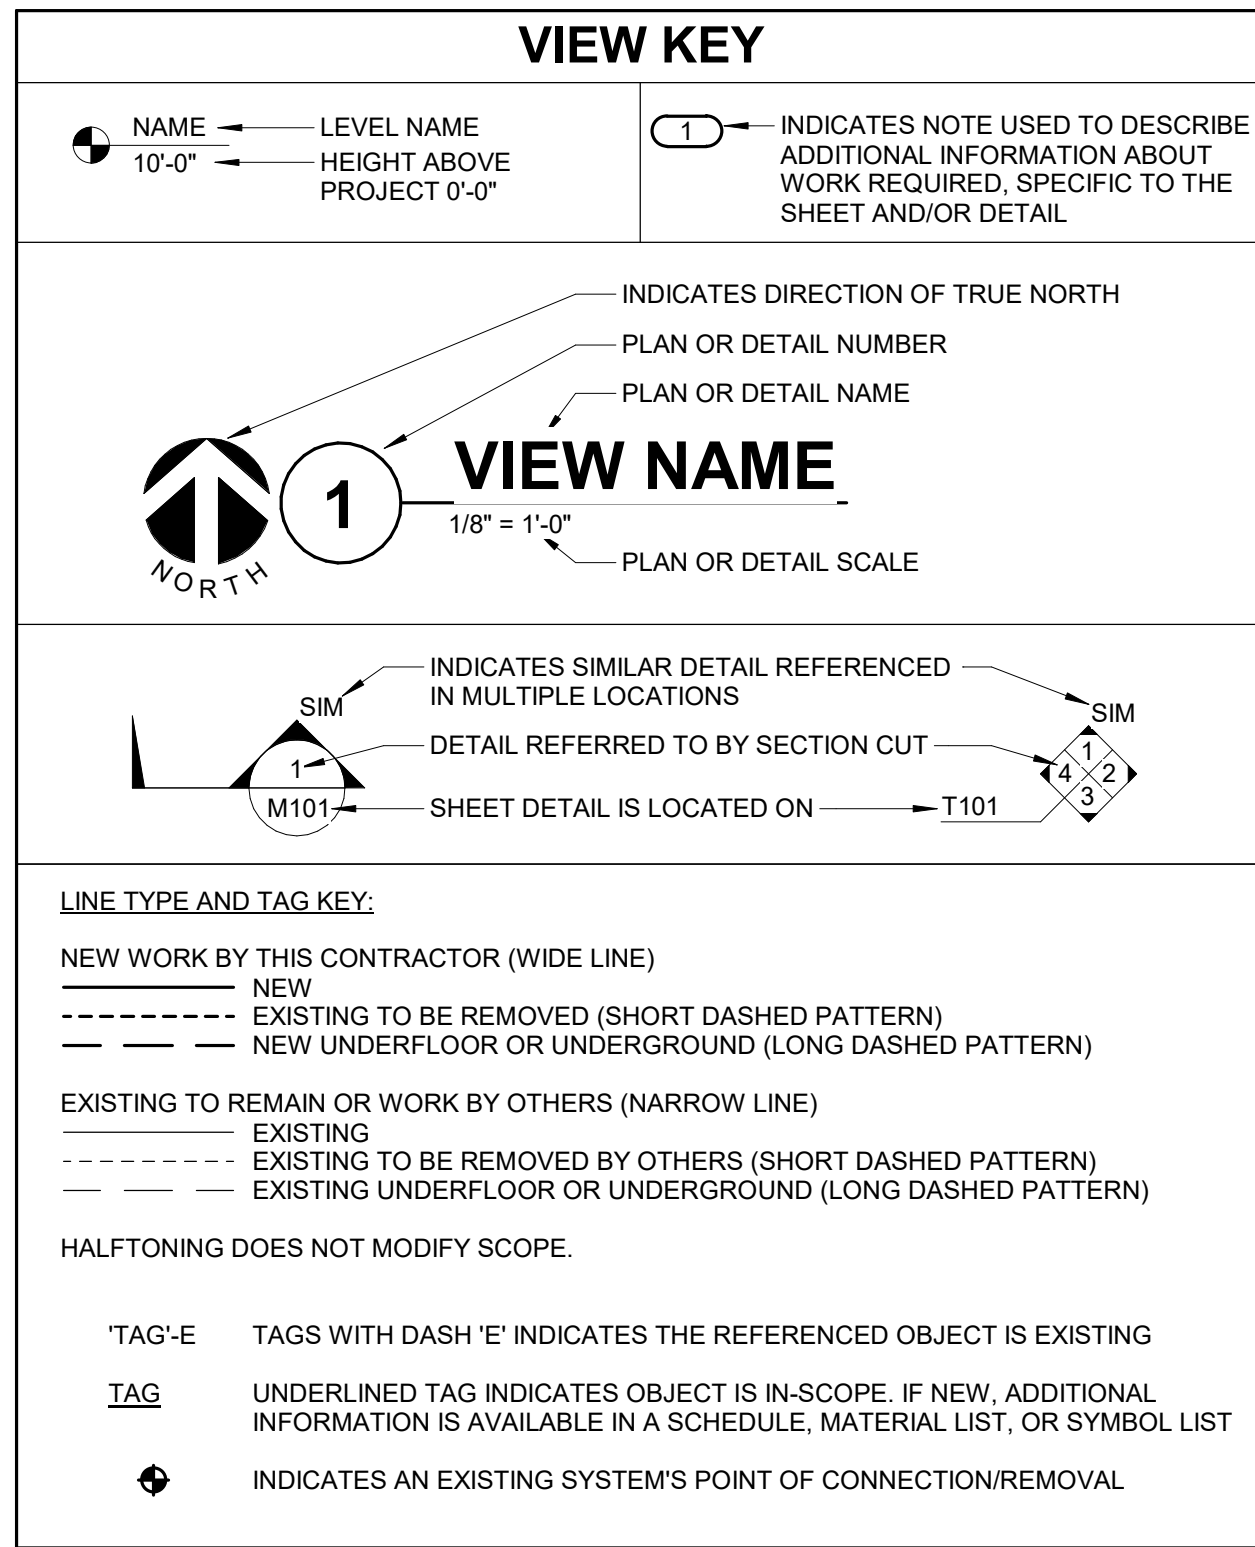 VIEW KEY
NAME
LEVEL NAME
10'-0"
HEIGHT ABOVE
PROJECT 0'-0"
1
INDICATES NOTE USED TO DESCRIBE
ADDITIONAL INFORMATION ABOUT
WORK REQUIRED, SPECIFIC TO THE
SHEET AND/OR DETAIL
INDICATES DIRECTION OF TRUE NORTH
PLAN OR DETAIL NUMBER
PLAN OR DETAIL NAME
NORTH
1
VIEW NAME
1/8" = 1'-0"
PLAN OR DETAIL SCALE
INDICATES SIMILAR DETAIL REFERENCED
IN MULTIPLE LOCATIONS
SIM
SIM
DETAIL REFERRED TO BY SECTION CUT
1
M101
SHEET DETAIL IS LOCATED ON
T101
1
4 2
3
LINE TYPE AND TAG KEY:
NEW WORK BY THIS CONTRACTOR (WIDE LINE)
NEW
EXISTING TO BE REMOVED (SHORT DASHED PATTERN)
NEW UNDERFLOOR OR UNDERGROUND (LONG DASHED PATTERN)
EXISTING TO REMAIN OR WORK BY OTHERS (NARROW LINE)
EXISTING
EXISTING TO BE REMOVED BY OTHERS (SHORT DASHED PATTERN)
EXISTING UNDERFLOOR OR UNDERGROUND (LONG DASHED PATTERN)
HALFTONING DOES NOT MODIFY SCOPE.
'TAG'-E TAGS WITH DASH 'E' INDICATES THE REFERENCED OBJECT IS EXISTING
TAG UNDERLINED TAG INDICATES OBJECT IS IN-SCOPE. IF NEW, ADDITIONAL
INFORMATION IS AVAILABLE IN A SCHEDULE, MATERIAL LIST, OR SYMBOL LIST
INDICATES AN EXISTING SYSTEM'S POINT OF CONNECTION/REMOVAL